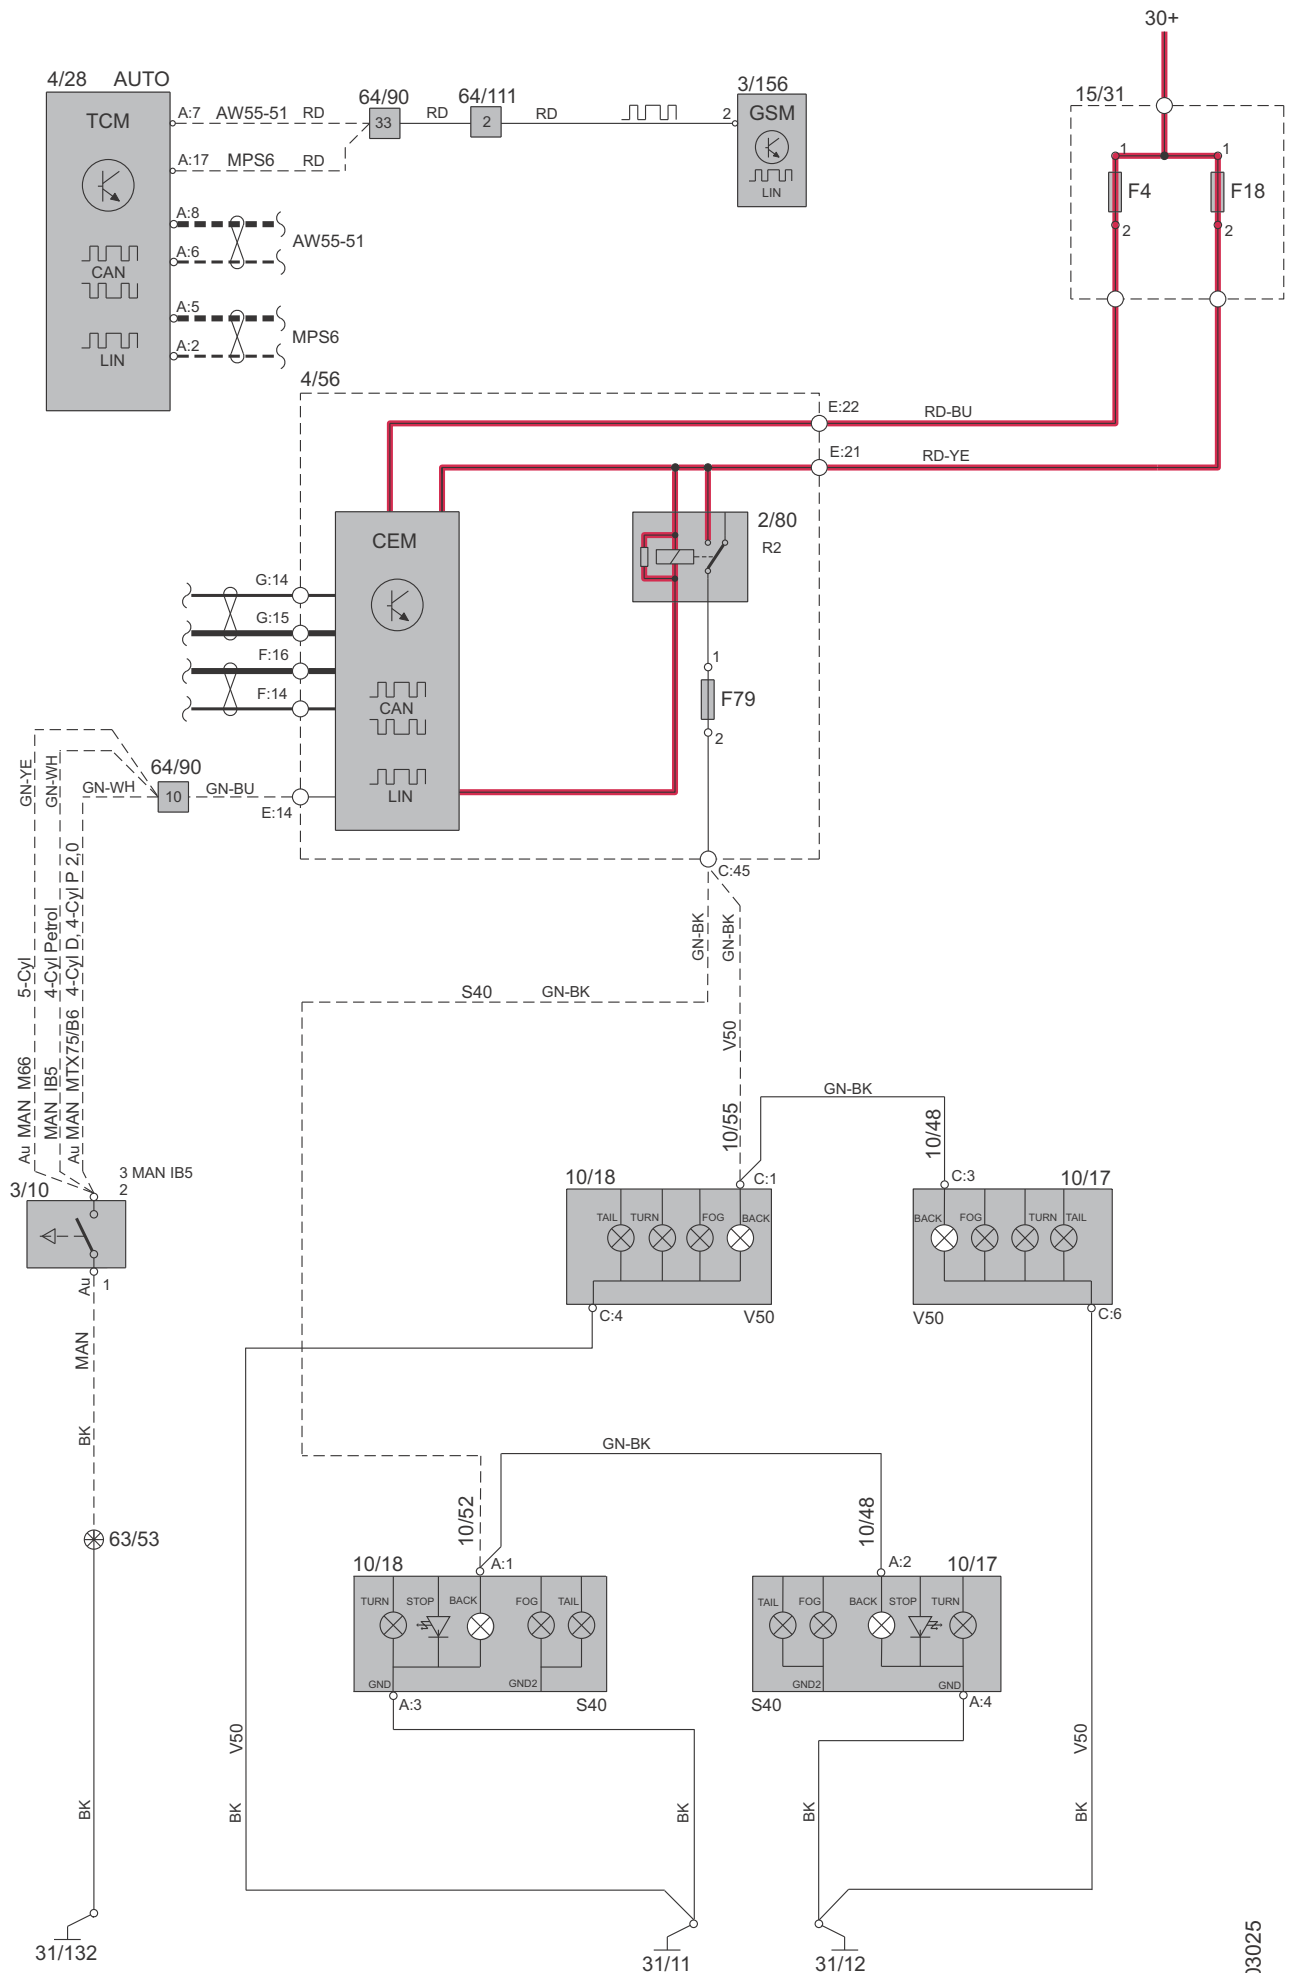 30+
4/28 AUTO
TCM
CAN
LIN
A:7 AW55-51 RD
A:17 MPS6 RD
A:8
A:6
AW55-51
A:5
A:2
MPS6
64/90
33
RD
64/111
2
RD
2
3/156
GSM
LIN
15/31
1
F4
2
1
F18
2
4/56
E:22
RD-BU
E:21
RD-YE
CEM
CAN
LIN
2/80
R2
G:14
G:15
F:16
F:14
1
F79
2
64/90
10
GN-BU
E:14
GN-WH
GN-YE
GN-WH
C:45
GN-BK
GN-BK
S40 GN-BK
V50
Au MAN M66 5-Cyl
MAN IB5 4-Cyl Petrol
Au MAN MTX75/B6 4-Cyl D, 4-Cyl P 2,0
3 MAN IB5
2
3/10
Au
1
MAN
BK
63/53
BK
31/132
GN-BK
10/55
10/48
10/18
C:1
TAIL TURN FOG BACK
C:4
V50
C:3
10/17
BACK FOG TURN TAIL
V50
C:6
GN-BK
10/52
10/48
10/18
A:1
TURN STOP BACK FOG TAIL
GND
GND2
A:3
S40
A:2
10/17
TAIL FOG BACK STOP TURN
GND2
GND
S40
A:4
V50
BK
BK
BK
V50
BK
31/11
31/12
03025